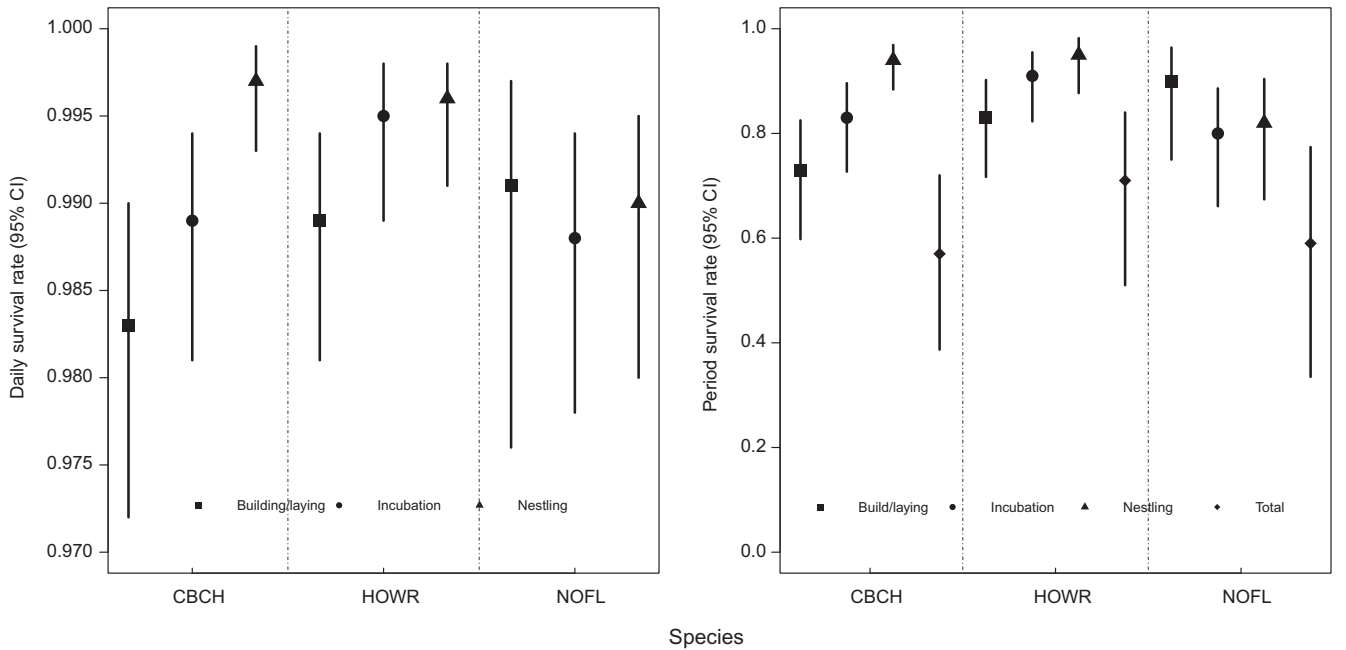 Daily survival rate (95% CI)
1.000
0.995
0.990
0.985
0.980
0.975
0.970
Building/laying Incubation Nestling
CBCH HOWR NOFL
Period survival rate (95% CI)
1.0
0.8
0.6
0.4
0.2
0.0
Build/laying Incubation Nestling Total
CBCH HOWR NOFL
Species